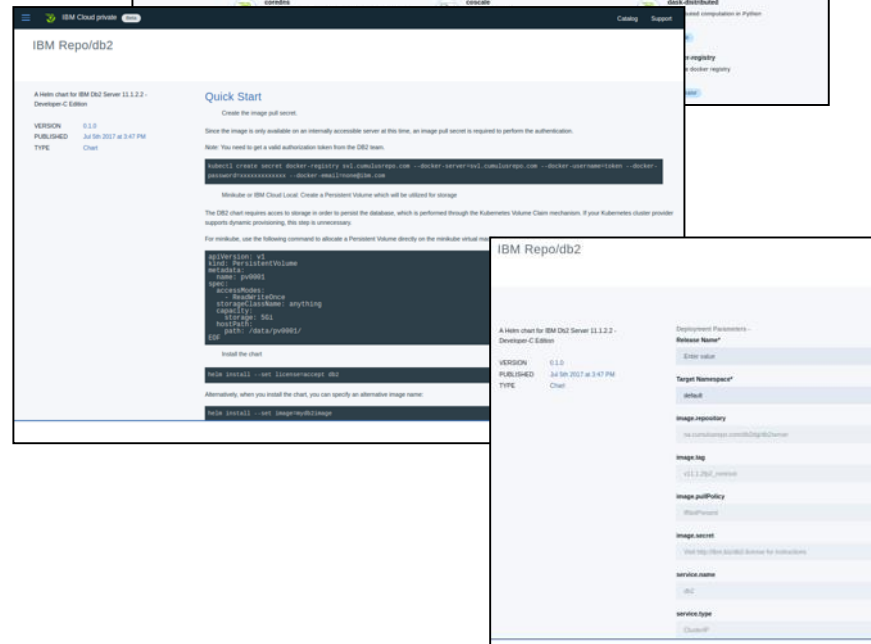 coredns
coscale
dask-distributed
computation in Python
docker registry
IBM Cloud private Beta
Catalog Support
IBM Repo/db2
A Helm chart for IBM Db2 Server 11.1.2.2 -
Developer-C Edition
VERSION 0.1.0
PUBLISHED Jul 5th 2017 at 3:47 PM
TYPE Chart
Quick Start
Create the image pull secret.
Since the image is only available on an internally accessible server at this time, an image pull secret is required to perform the authentication.
Note: You need to get a valid authorization token from the DB2 team.
kubectl create secret docker-registry svl.cumulusrepo.com --docker-server=svl.cumulusrepo.com --docker-username=token --docker-
password=xxxxxxxxxxxxx --docker-email=none@ibm.com
Minikube or IBM Cloud Local: Create a Persistent Volume which will be utilized for storage
The DB2 chart requires acces to storage in order to persist the database, which is performed through the Kubernetes Volume Claim mechanism. If your Kubernetes cluster provider
supports dynamic provisioning, this step is unnecessary.
For minikube, use the following command to allocate a Persistent Volume directly on the minikube virtual
apiVersion: v1
kind: PersistentVolume
metadata:
name: pv0001
spec:
accessModes:
- ReadWriteOnce
storageClassName: anything
capacity:
storage: 5Gi
hostPath:
path: /data/pv0001/
EOF
Install the chart
helm install --set license=accept db2
Alternatively, when you install the chart, you can specify an alternative image name:
helm install --set image=mydb2image
IBM Repo/db2
A Helm chart for IBM Db2 Server 11.1.2.2 -
Developer-C Edition
VERSION 0.1.0
PUBLISHED Jul 5th 2017 at 3:47 PM
TYPE Chart
Deployment Parameters -
Release Name*
Enter value
Target Namespace*
default
image.repository
image.tag
image.pullPolicy
IfNotPresent
image.secret
service.name
db2
service.type
ClusterIP